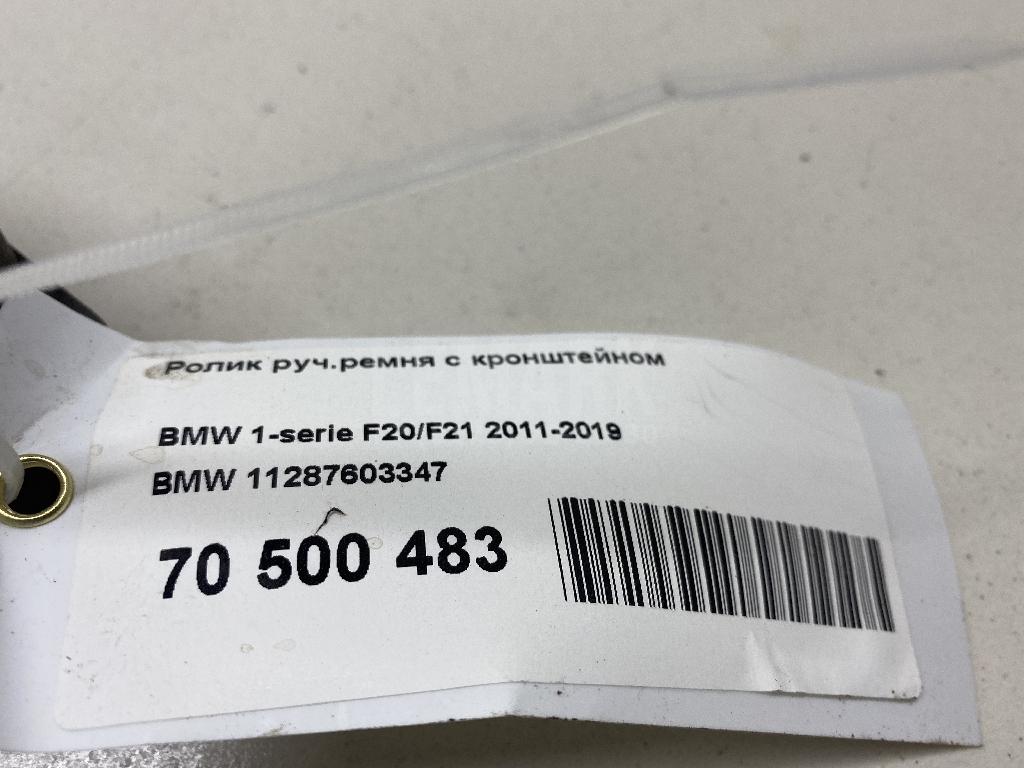 Ролик руч.ремня с кронштейном
BMW 1-serie F20/F21 2011-2019
BMW 11287603347
70 500 483